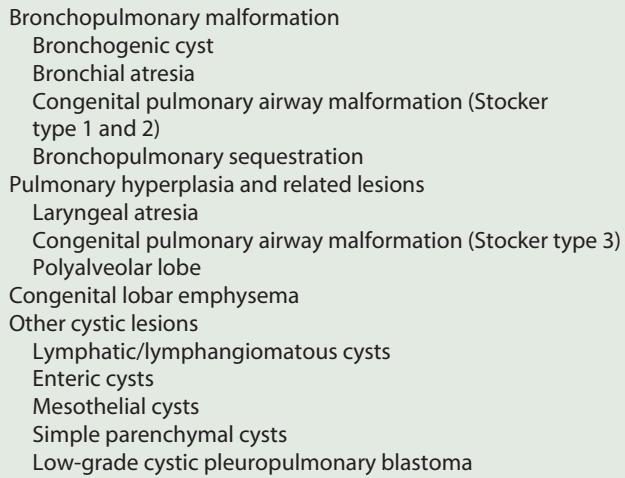 Bronchopulmonary malformation
Bronchogenic cyst
Bronchial atresia
Congenital pulmonary airway malformation (Stocker
type 1 and 2)
Bronchopulmonary sequestration
Pulmonary hyperplasia and related lesions
Laryngeal atresia
Congenital pulmonary airway malformation (Stocker type 3)
Polyalveolar lobe
Congenital lobar emphysema
Other cystic lesions
Lymphatic/lymphangiomatous cysts
Enteric cysts
Mesothelial cysts
Simple parenchymal cysts
Low-grade cystic pleuropulmonary blastoma